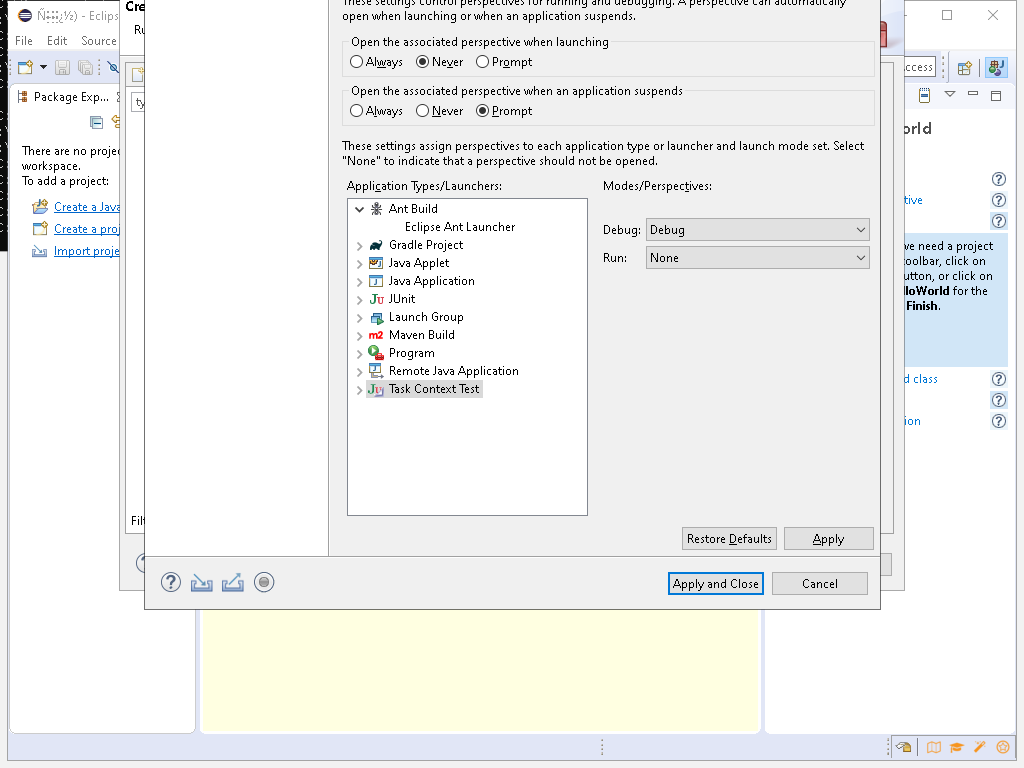 These settings control perspectives for running and debugging. A perspective can automatically
open when launching or when an application suspends.
Open the associated perspective when launching
Always Never Prompt
Open the associated perspective when an application suspends
Always Never Prompt
These settings assign perspectives to each application type or launcher and launch mode set. Select
"None" to indicate that a perspective should not be opened.
Application Types/Launchers:
Modes/Perspectives:
Ant Build
Eclipse Ant Launcher
Gradle Project
Java Applet
Java Application
JUnit
Launch Group
Maven Build
Program
Remote Java Application
Task Context Test
Debug: Debug
Run: None
Restore Defaults Apply
Apply and Close Cancel
- Eclips
File Edit Source
Package Exp...
There are no proje
workspace.
To add a project:
Create a Java
Create a proj
Import proje
Cre
Ru
ty
Filt
ccess
orld
tive
ve need a project
toolbar, click on
utton, or click on
lloWorld for the
Finish.
d class
ion